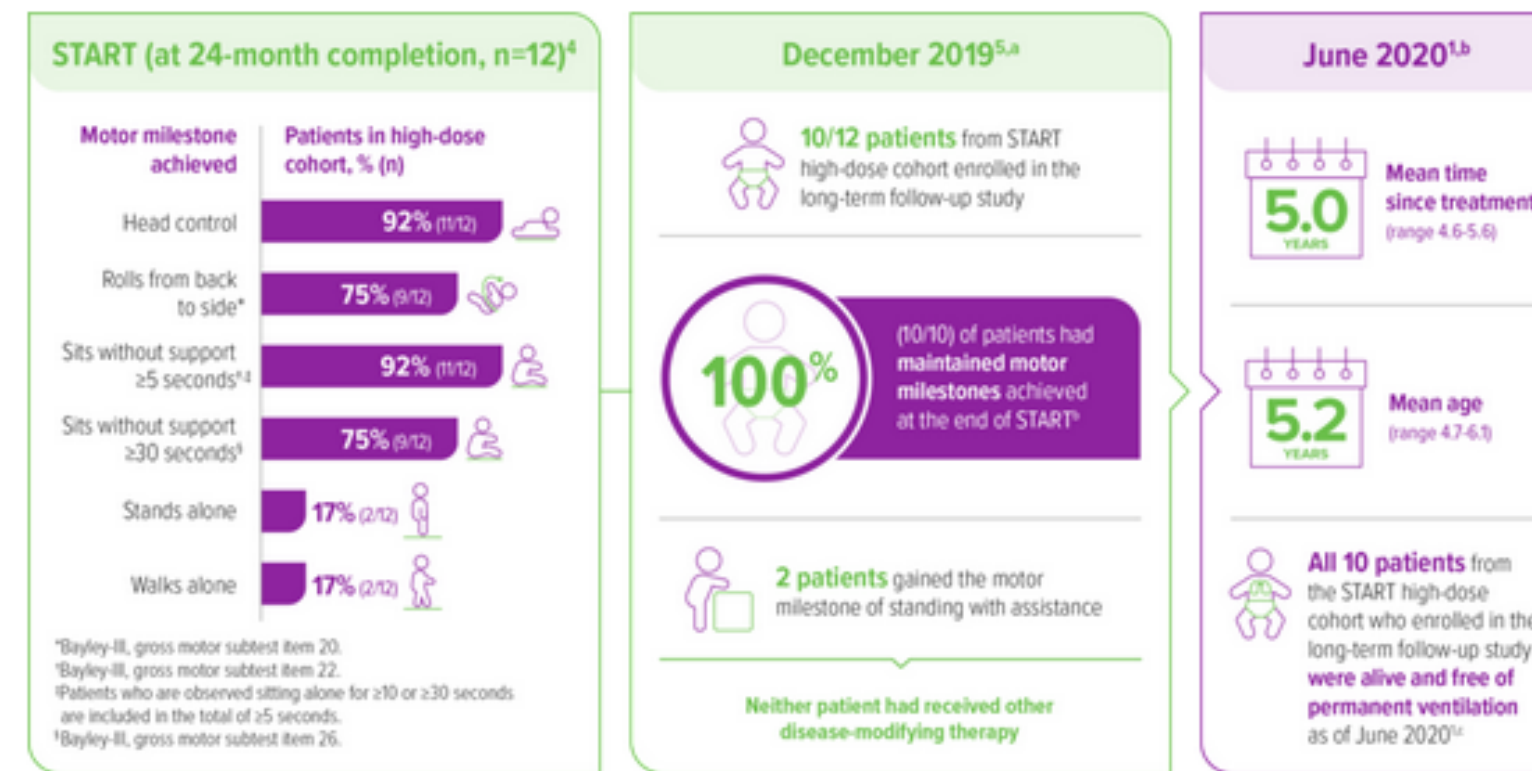 START (at 24-month completion, n=12)⁴
Motor milestone
achieved
Patients in high-dose
cohort, % (n)
Head control
92% (11/12)
Rolls from back
to side*
75% (9/12)
Sits without support
≥5 seconds†,‡
92% (11/12)
Sits without support
≥30 seconds§
75% (9/12)
Stands alone
17% (2/12)
Walks alone
17% (2/12)
*Bayley-III, gross motor subtest item 20.
†Bayley-III, gross motor subtest item 22.
‡Patients who are observed sitting alone for ≥10 or ≥30 seconds
are included in the total of ≥5 seconds.
§Bayley-III, gross motor subtest item 26.
December 2019⁵,ᵃ
10/12 patients from START
high-dose cohort enrolled in the
long-term follow-up study
100%
(10/10) of patients had
maintained motor
milestones achieved
at the end of STARTᵇ
2 patients gained the motor
milestone of standing with assistance
Neither patient had received other
disease-modifying therapy
June 2020¹,ᵇ
5.0
YEARS
Mean time
since treatment
(range 4.6-5.6)
5.2
YEARS
Mean age
(range 4.7-6.1)
All 10 patients from
the START high-dose
cohort who enrolled in the
long-term follow-up study
were alive and free of
permanent ventilation
as of June 2020